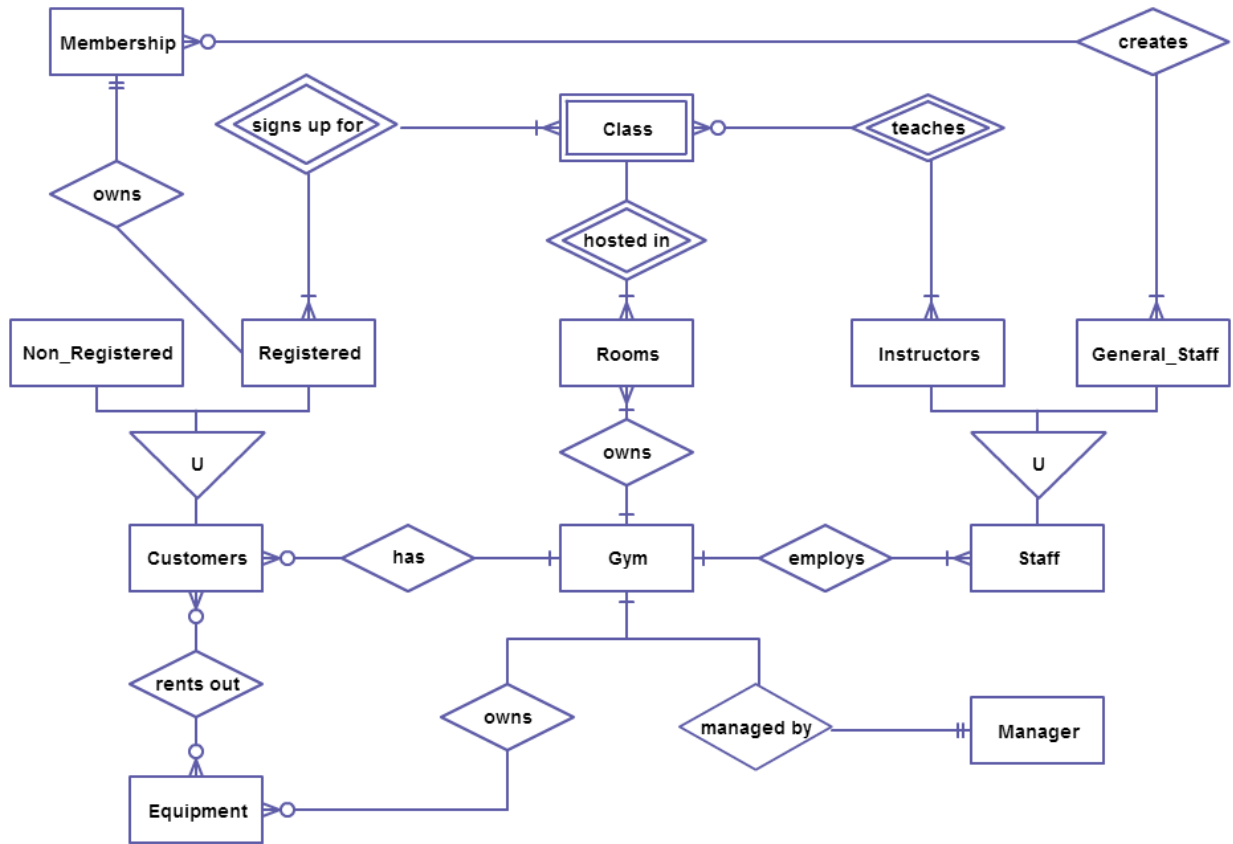 Membership
creates
signs up for
Class
teaches
owns
hosted in
Non_Registered
Registered
Rooms
Instructors
General_Staff
owns
U
U
Customers
has
Gym
employs
Staff
rents out
owns
managed by
Manager
Equipment